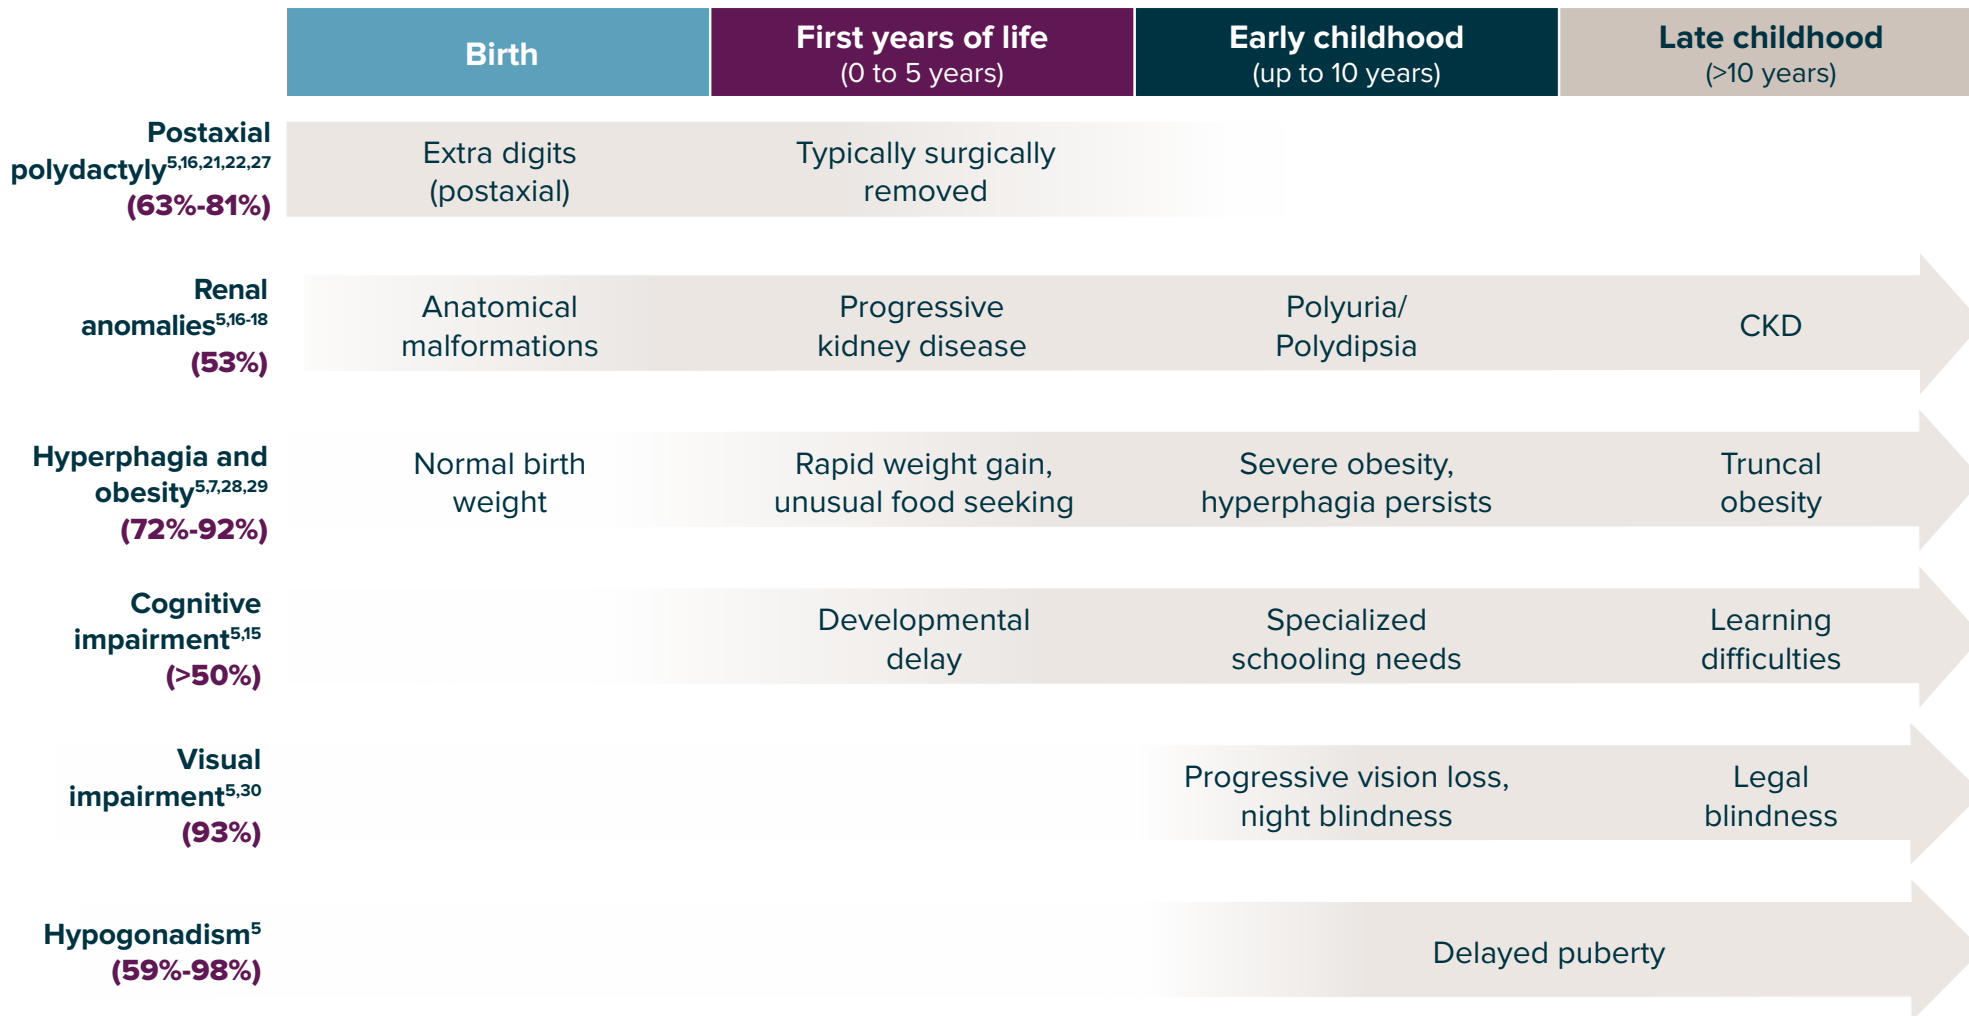 Birth
First years of life
(0 to 5 years)
Early childhood
(up to 10 years)
Late childhood
(>10 years)
Postaxial
polydactyly5,16,21,22,27
(63%-81%)
Extra digits
(postaxial)
Typically surgically
removed
Renal
anomalies5,16-18
(53%)
Anatomical
malformations
Progressive
kidney disease
Polyuria/
Polydipsia
CKD
Hyperphagia and
obesity5,7,28,29
(72%-92%)
Normal birth
weight
Rapid weight gain,
unusual food seeking
Severe obesity,
hyperphagia persists
Truncal
obesity
Cognitive
impairment5,15
(>50%)
Developmental
delay
Specialized
schooling needs
Learning
difficulties
Visual
impairment5,30
(93%)
Progressive vision loss,
night blindness
Legal
blindness
Hypogonadism5
(59%-98%)
Delayed puberty